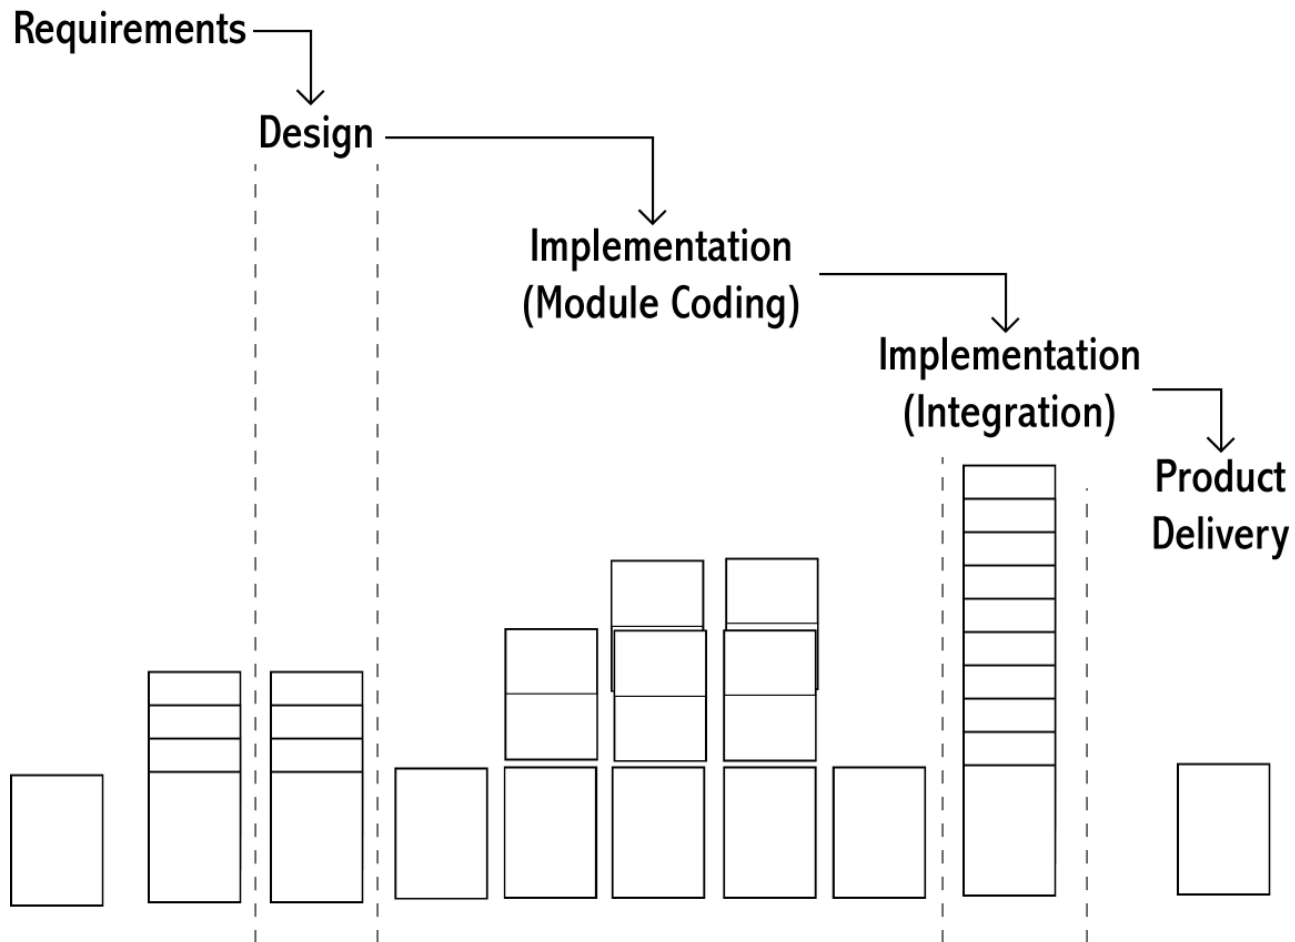 Requirements
Design
Implementation
(Module Coding)
Implementation
(Integration)
Product
Delivery